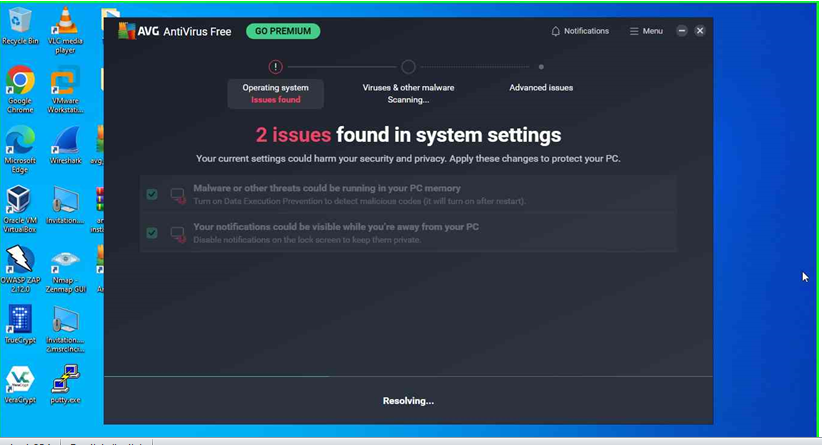 Recycle Bin
VLC media
player
Google
Chrome
VMware
Workstati...
Microsoft
Edge
Wireshark
avg_
Oracle VM
VirtualBox
Invitation....
OWASP ZAP
2.12.0
Nmap -
Zenmap GUI
TrueCrypt
Invitation....
VeraCrypt
putty.exe
AVG AntiVirus Free
GO PREMIUM
Notifications
Menu
!
Operating system
Issues found
Viruses & other malware
Scanning...
Advanced issues
2 issues found in system settings
Your current settings could harm your security and privacy. Apply these changes to protect your PC.
Malware or other threats could be running in your PC memory
Turn on Data Execution Prevention to detect malicious codes (it will turn on after restart).
Your notifications could be visible while you're away from your PC
Disable notifications on the lock screen to keep them private.
Resolving...